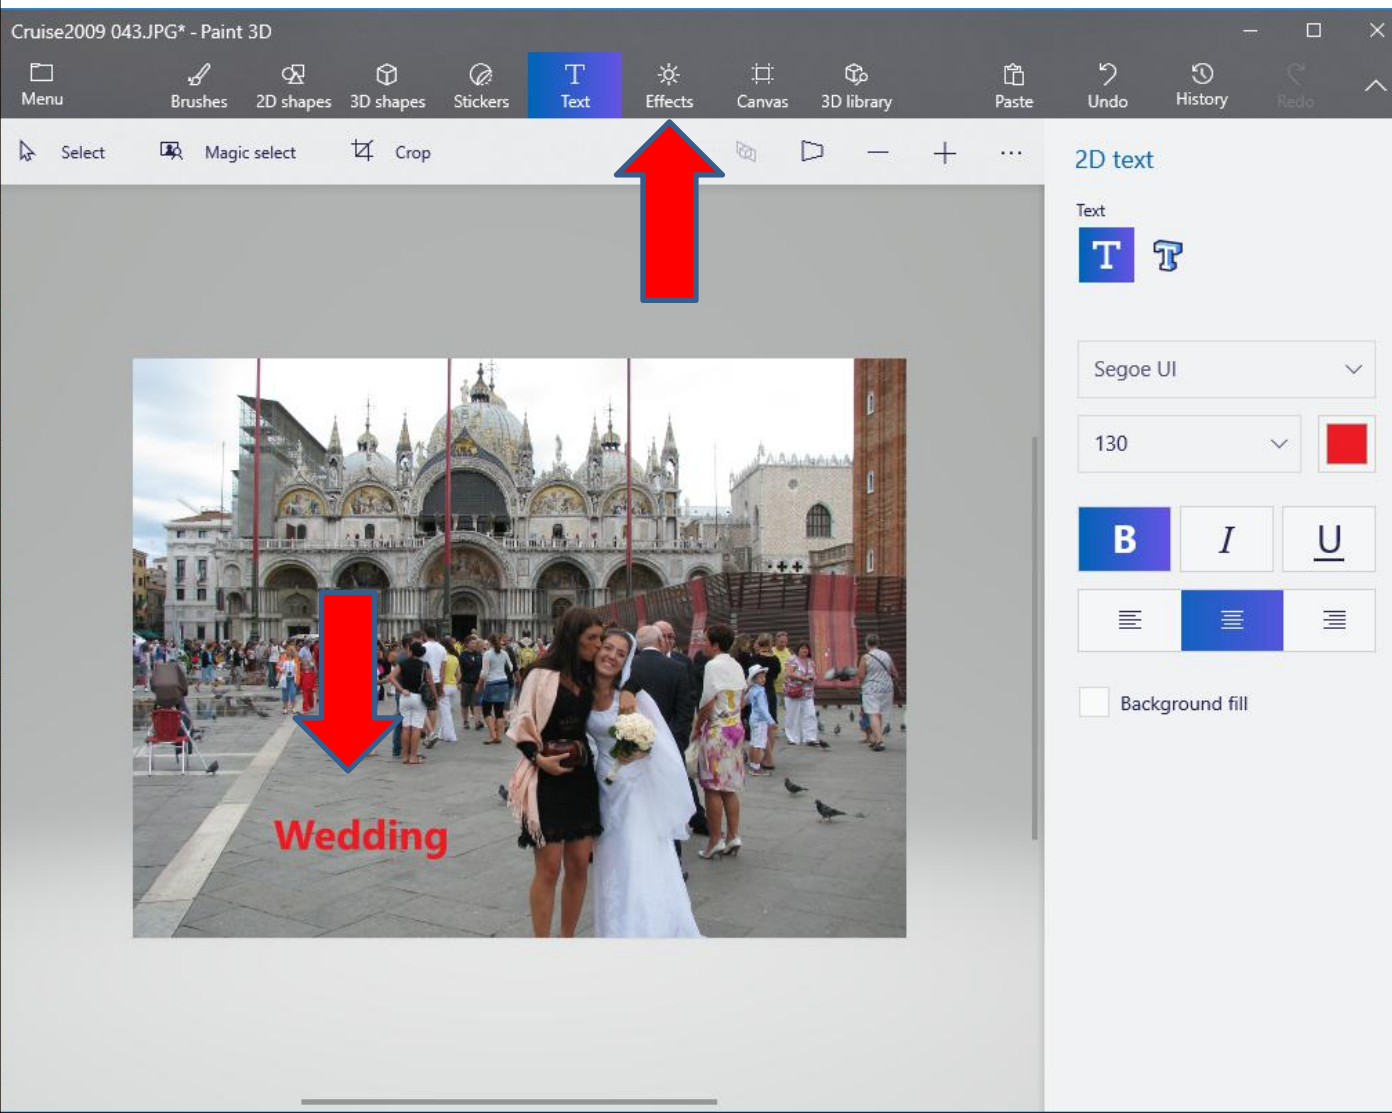 Cruise2009 043.JPG* - Paint 3D
Menu
Brushes
2D shapes
3D shapes
Stickers
Text
Effects
Canvas
3D library
Paste
Undo
History
Redo
Select
Magic select
Crop
2D text
Text
T
T
Segoe UI
130
B
I
U
Background fill
Wedding